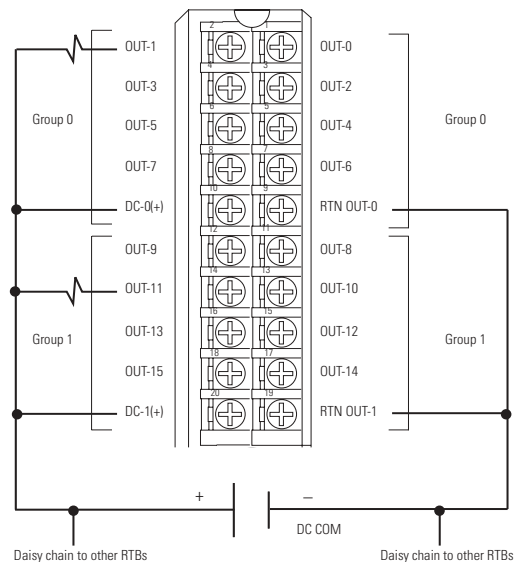 2 1
OUT-1 OUT-0
4 3
OUT-3 OUT-2
6 5
Group 0 OUT-5 OUT-4 Group 0
8 7
OUT-7 OUT-6
10 9
DC-0(+) RTN OUT-0
12 11
OUT-9 OUT-8
14 13
OUT-11 OUT-10
16 15
Group 1 OUT-13 OUT-12 Group 1
18 17
OUT-15 OUT-14
20 19
DC-1(+) RTN OUT-1
+ –
DC COM
Daisy chain to other RTBs Daisy chain to other RTBs